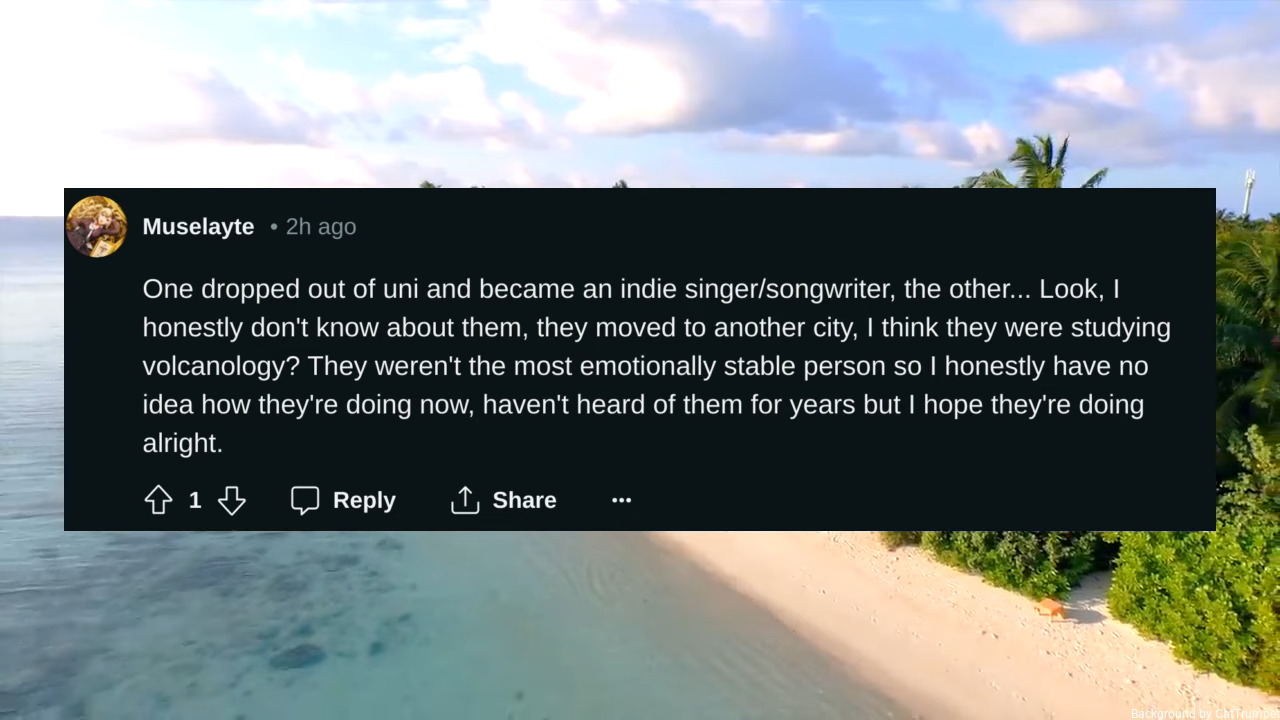 Muselayte • 2h ago
One dropped out of uni and became an indie singer/songwriter, the other... Look, I
honestly don't know about them, they moved to another city, I think they were studying
volcanology? They weren't the most emotionally stable person so I honestly have no
idea how they're doing now, haven't heard of them for years but I hope they're doing
alright.
1 Reply Share ...
Background by